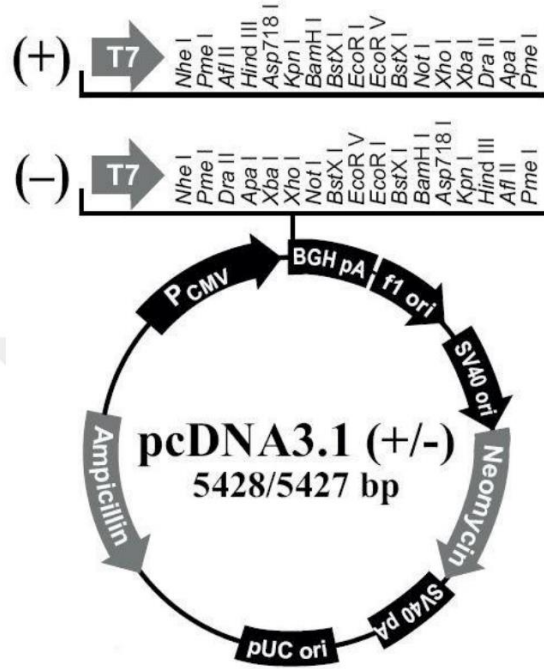 (+) T7 Nhe I Pme I Afl II Hind III Asp718 I Kpn I BamH I BstX I EcoR I EcoR V BstX I Not I Xho I Xba I Dra II Apa I Pme I
(–) T7 Nhe I Pme I Dra II Apa I Xba I Xho I Not I BstX I EcoR V EcoR I BstX I BamH I Asp718 I Kpn I Hind III Afl II Pme I
P CMV
BGH pA
f1 ori
SV40 ori
Neomycin
SV40 pA
pUC ori
Ampicillin
pcDNA3.1 (+/-)
5428/5427 bp